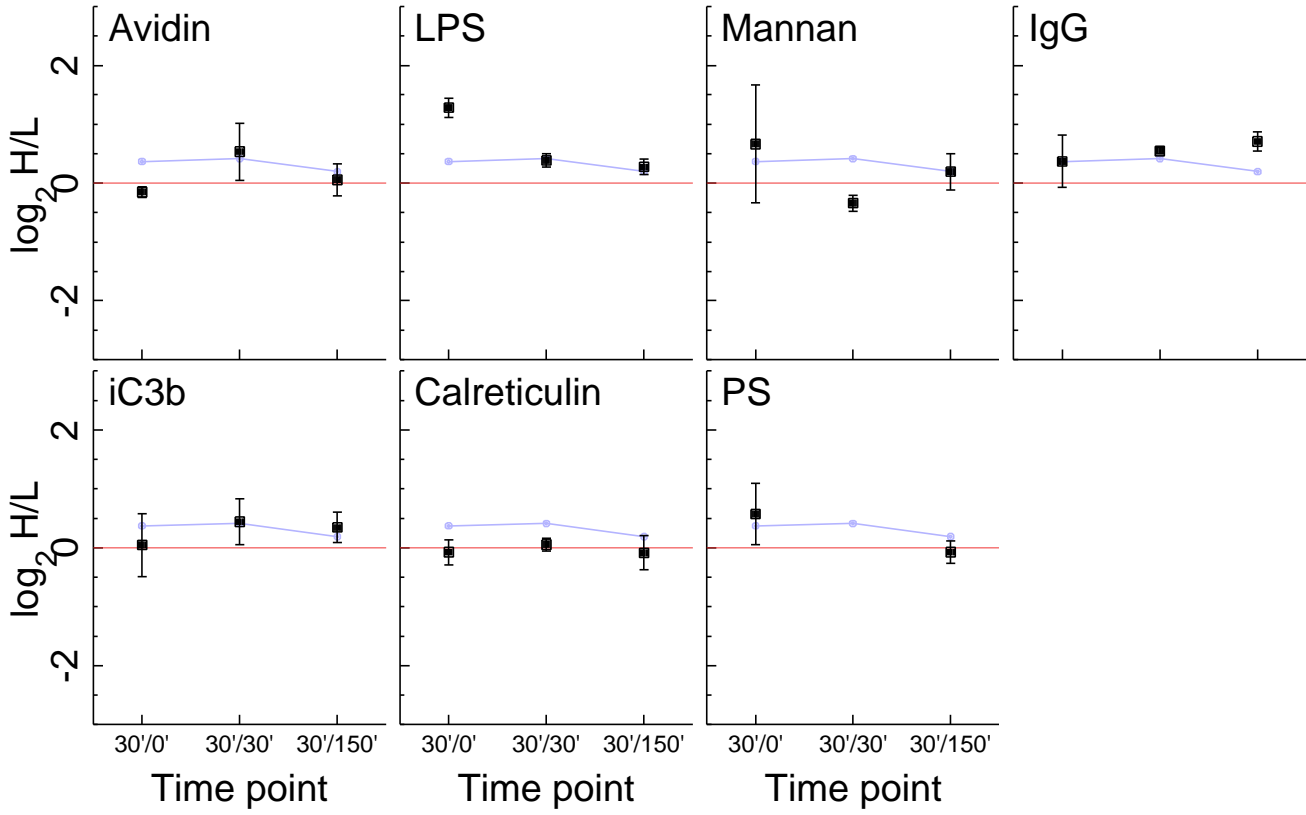 Avidin
LPS
Mannan
IgG
log2 H/L
2
0
-2
iC3b
Calreticulin
PS
log2 H/L
2
0
-2
30'/0' 30'/30' 30'/150'
30'/0' 30'/30' 30'/150'
30'/0' 30'/30' 30'/150'
Time point
Time point
Time point